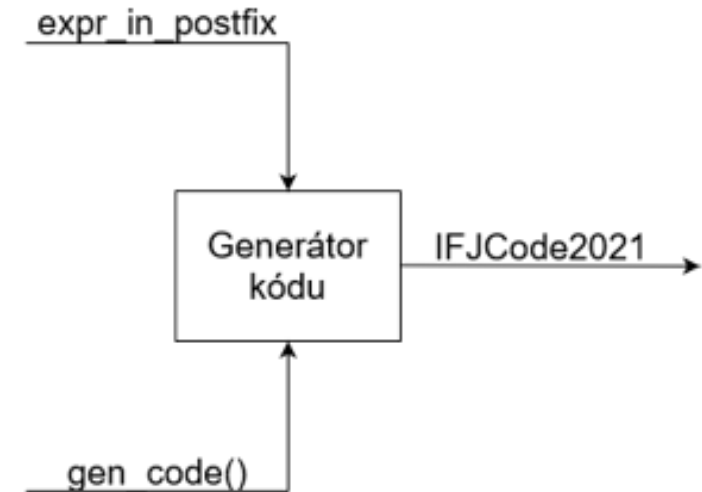 expr_in_postfix
Generátor
kódu
IFJCode2021
gen_code()